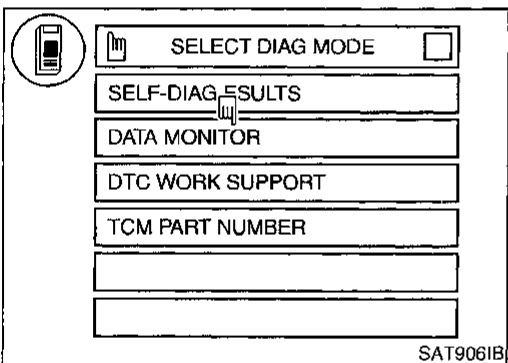 SELECT DIAG MODE
SELF-DIAG ESULTS
DATA MONITOR
DTC WORK SUPPORT
TCM PART NUMBER
SAT906IB